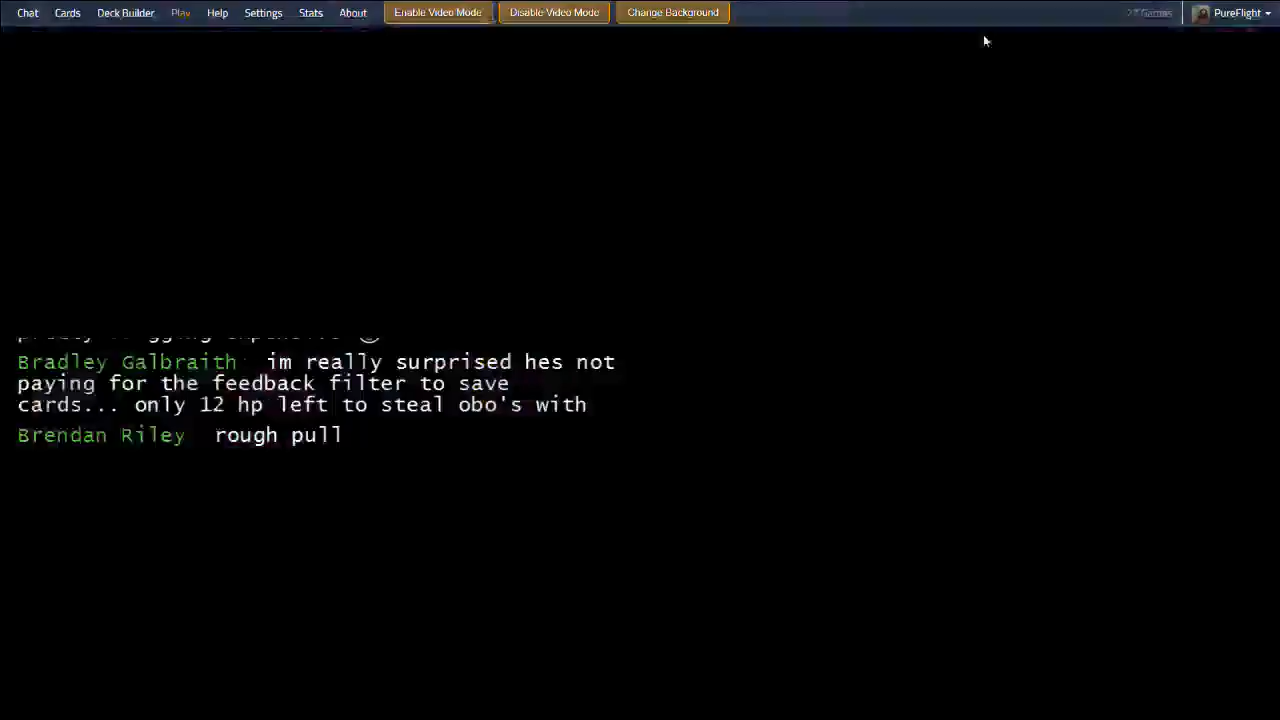 Chat Cards Deck Builder Play Help Settings Stats About Enable Video Mode Disable Video Mode Change Background 27 Games PureFlight
Bradley Galbraith im really surprised hes not
paying for the feedback filter to save
cards... only 12 hp left to steal obo's with
Brendan Riley rough pull